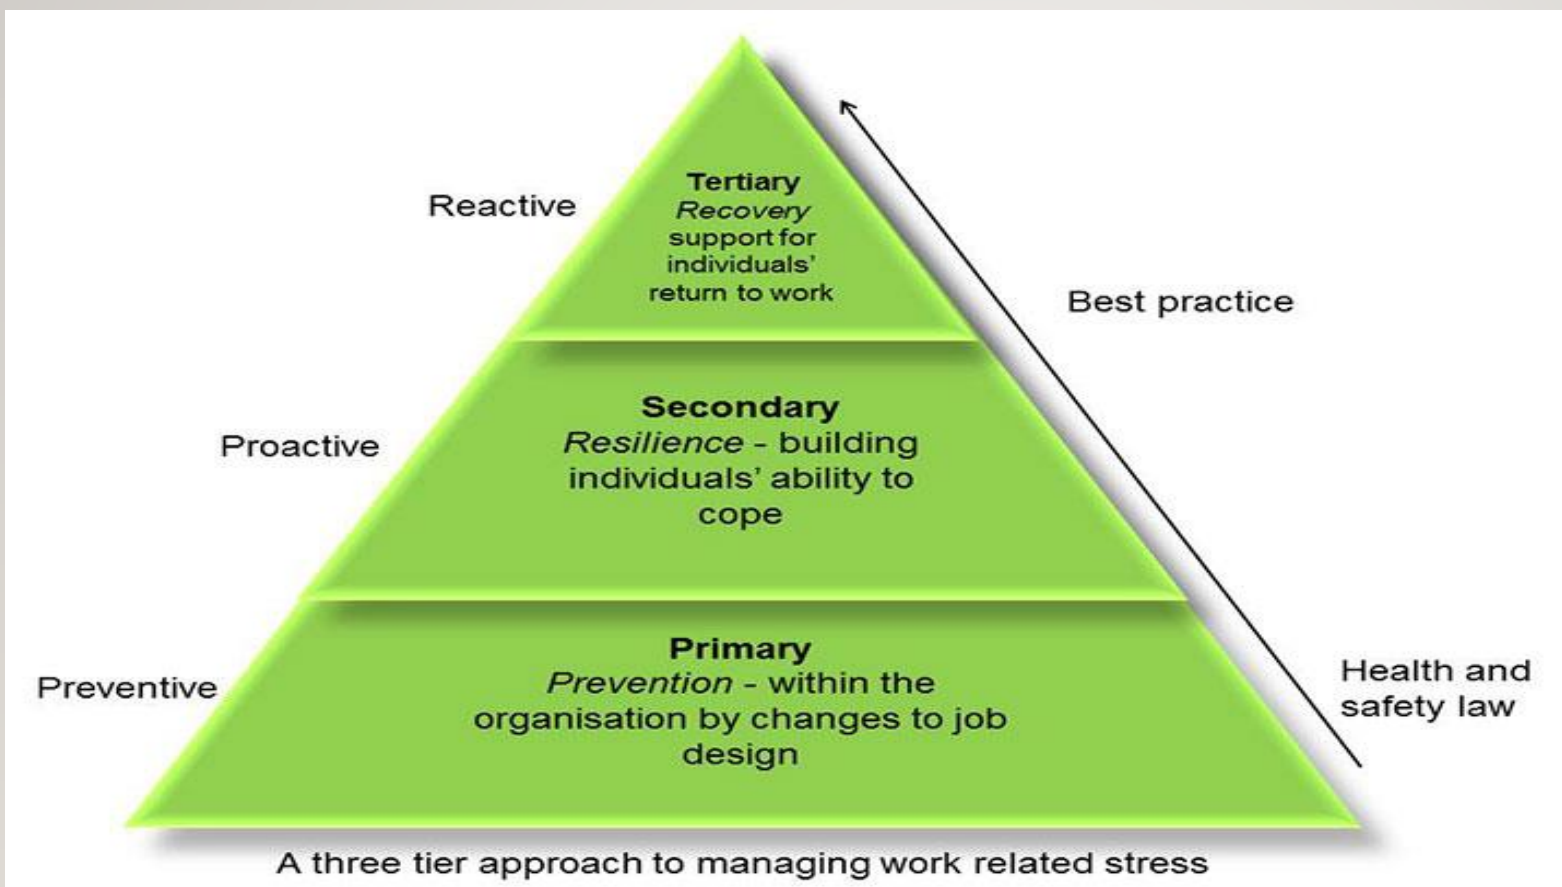 Tertiary
Recovery
support for
individuals’
return to work
Reactive
Best practice
Secondary
Resilience - building
individuals’ ability to
cope
Proactive
Primary
Prevention - within the
organisation by changes to job
design
Preventive
Health and
safety law
A three tier approach to managing work related stress